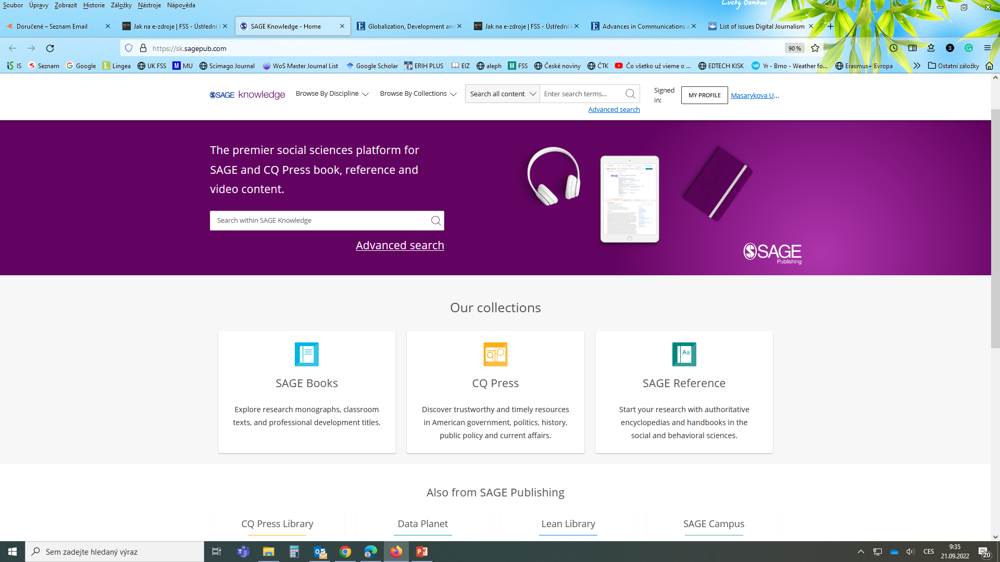 Soubor Úpravy Zobrazit Historie Záložky Nástroje Nápověda
Lucky Bamboo
Doručené – Seznam Email
Jak na e-zdroje | FSS - Ústřední k
SAGE Knowledge - Home
Globalization, Development and
Jak na e-zdroje | FSS - Ústřední k
Advances in Communications a
List of issues Digital Journalism
https://sk.sagepub.com
90 %
3
IS Seznam Google Lingea UK FSS MU Scimago Journal WoS Master Journal List Google Scholar ERIH PLUS EIZ aleph FSS České noviny ČTK Čo všetko už vieme o ... EDTECH KISK Yr - Brno - Weather fo... Erasmus+ Evropa Ostatní záložky
SAGE knowledge
Browse By Discipline
Browse By Collections
Search all content
Enter search terms...
Advanced search
Signed
in:
MY PROFILE
Masarykova U...
The premier social sciences platform for
SAGE and CQ Press book, reference and
video content.
Search within SAGE Knowledge
Advanced search
SAGE
Publishing
Our collections
SAGE Books
Explore research monographs, classroom
texts, and professional development titles.
CQ Press
Discover trustworthy and timely resources
in American government, politics, history,
public policy and current affairs.
Aa
SAGE Reference
Start your research with authoritative
encyclopedias and handbooks in the
social and behavioral sciences.
Also from SAGE Publishing
CQ Press Library
Data Planet
Lean Library
SAGE Campus
Sem zadejte hledaný výraz
CES
9:35
21.09.2022
20